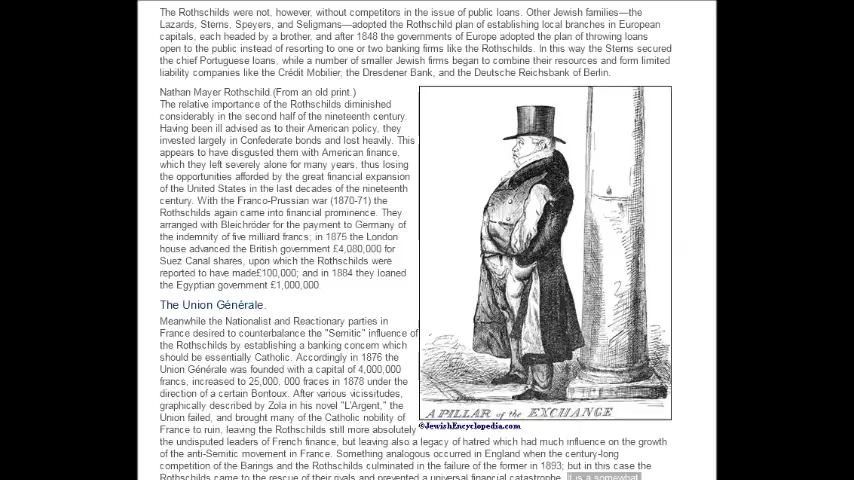 The Rothschilds were not, however, without competitors in the issue of public loans. Other Jewish families—the
Lazards, Sterns, Speyers, and Seligmans—adopted the Rothschild plan of establishing local branches in European
capitals, each headed by a brother, and after 1848 the governments of Europe adopted the plan of throwing loans
open to the public instead of resorting to one or two banking firms like the Rothschilds. In this way the Sterns secured
the chief Portuguese loans, while a number of smaller Jewish firms began to combine their resources and form limited
liability companies like the Crédit Mobilier, the Dresdener Bank, and the Deutsche Reichsbank of Berlin.
Nathan Mayer Rothschild.(From an old print.)
The relative importance of the Rothschilds diminished
considerably in the second half of the nineteenth century.
Having been ill advised as to their American policy, they
invested largely in Confederate bonds and lost heavily. This
appears to have disgusted them with American finance,
which they left severely alone for many years, thus losing
the opportunities afforded by the great financial expansion
of the United States in the last decades of the nineteenth
century. With the Franco-Prussian war (1870-71) the
Rothschilds again came into financial prominence. They
arranged with Bleichröder for the payment to Germany of
the indemnity of five milliard francs; in 1875 the London
house advanced the British government £4,080,000 for
Suez Canal shares, upon which the Rothschilds were
reported to have made£100,000; and in 1884 they loaned
the Egyptian government £1,000,000.
The Union Générale.
Meanwhile the Nationalist and Reactionary parties in
France desired to counterbalance the "Semitic" influence of
the Rothschilds by establishing a banking concern which
should be essentially Catholic. Accordingly in 1876 the
Union Générale was founded with a capital of 4,000,000
francs, increased to 25,000, 000 fraces in 1878 under the
direction of a certain Bontoux. After various vicissitudes,
graphically described by Zola in his novel "L'Argent," the
Union failed, and brought many of the Catholic nobility of
France to ruin, leaving the Rothschilds still more absolutely
the undisputed leaders of French finance, but leaving also a legacy of hatred which had much influence on the growth
of the anti-Semitic movement in France. Something analogous occurred in England when the century-long
competition of the Barings and the Rothschilds culminated in the failure of the former in 1893; but in this case the
Rothschilds came to the rescue of their rivals and prevented a universal financial catastrophe. It is a somewhat
A PILLAR of the EXCHANGE
©JewishEncyclopedia.com